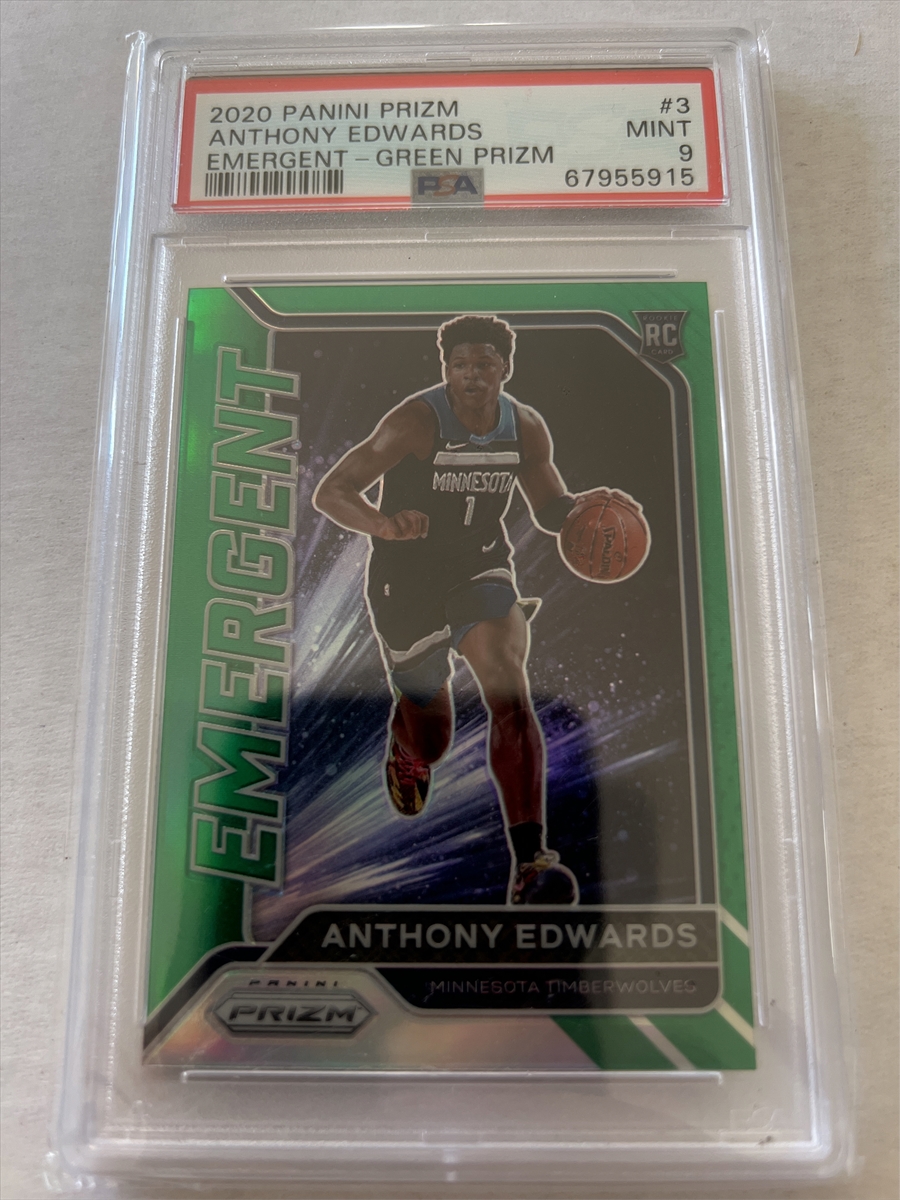 2020 PANINI PRIZM #3
ANTHONY EDWARDS MINT
EMERGENT – GREEN PRIZM 9
67955915
PSA
ROOKIE
RC
CARD
EMERGENT
MINNESOTA
1
SPALDING
ANTHONY EDWARDS
MINNESOTA TIMBERWOLVES
PANINI
PRIZM